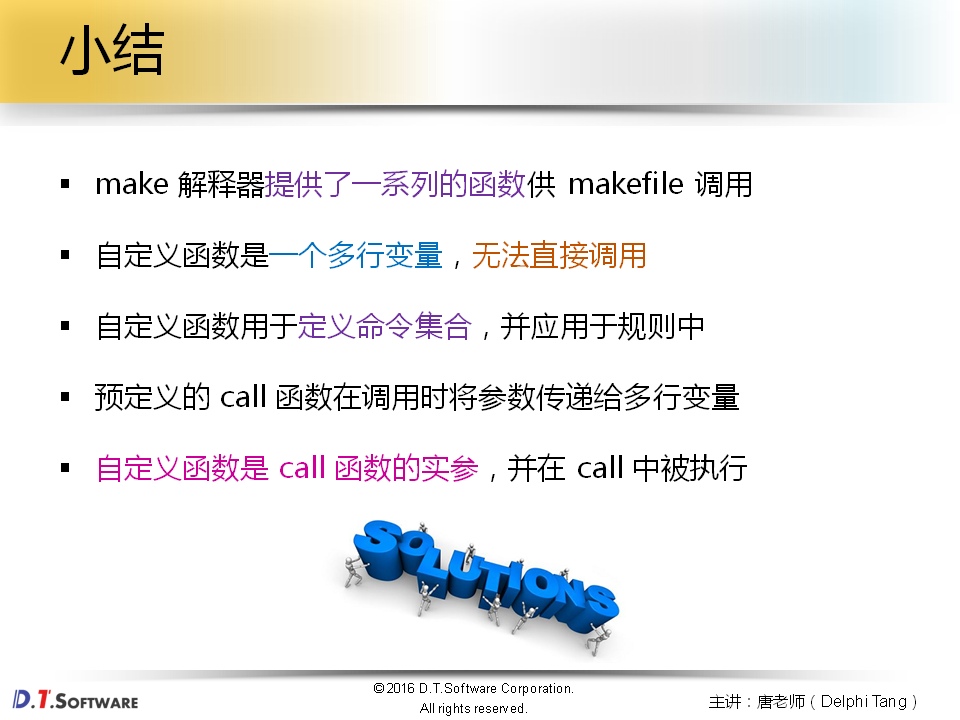 小结
▪ make 解释器提供了一系列的函数供 makefile 调用
▪ 自定义函数是一个多行变量，无法直接调用
▪ 自定义函数用于定义命令集合，并应用于规则中
▪ 预定义的 call 函数在调用时将参数传递给多行变量
▪ 自定义函数是 call 函数的实参，并在 call 中被执行
SOLUTIONS
D.T.SOFTWARE
©2016 D.T.Software Corporation.
All rights reserved.
主讲：唐老师（Delphi Tang）